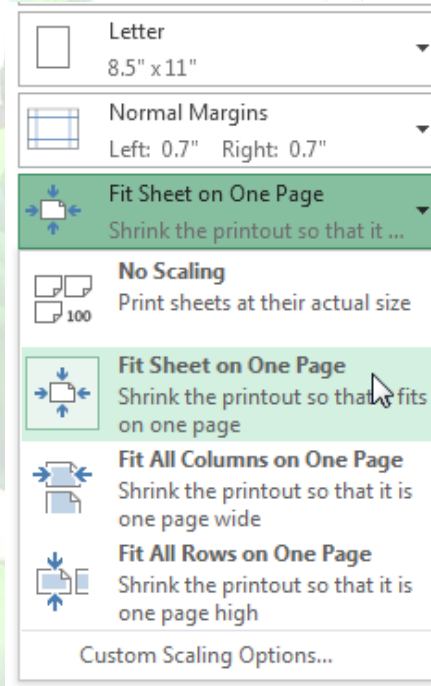 Letter
8.5" x 11"
Normal Margins
Left: 0.7" Right: 0.7"
Fit Sheet on One Page
Shrink the printout so that it ...
No Scaling
100
Print sheets at their actual size
Fit Sheet on One Page
Shrink the printout so that fits
on one page
Fit All Columns on One Page
Shrink the printout so that it is
one page wide
Fit All Rows on One Page
Shrink the printout so that it is
one page high
Custom Scaling Options...